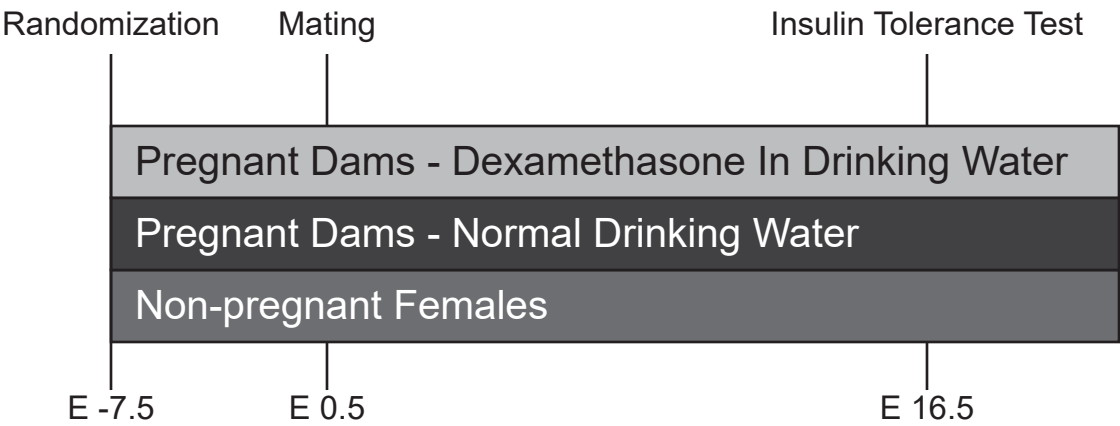 Randomization Mating Insulin Tolerance Test
Pregnant Dams - Dexamethasone In Drinking Water
Pregnant Dams - Normal Drinking Water
Non-pregnant Females
E -7.5 E 0.5 E 16.5